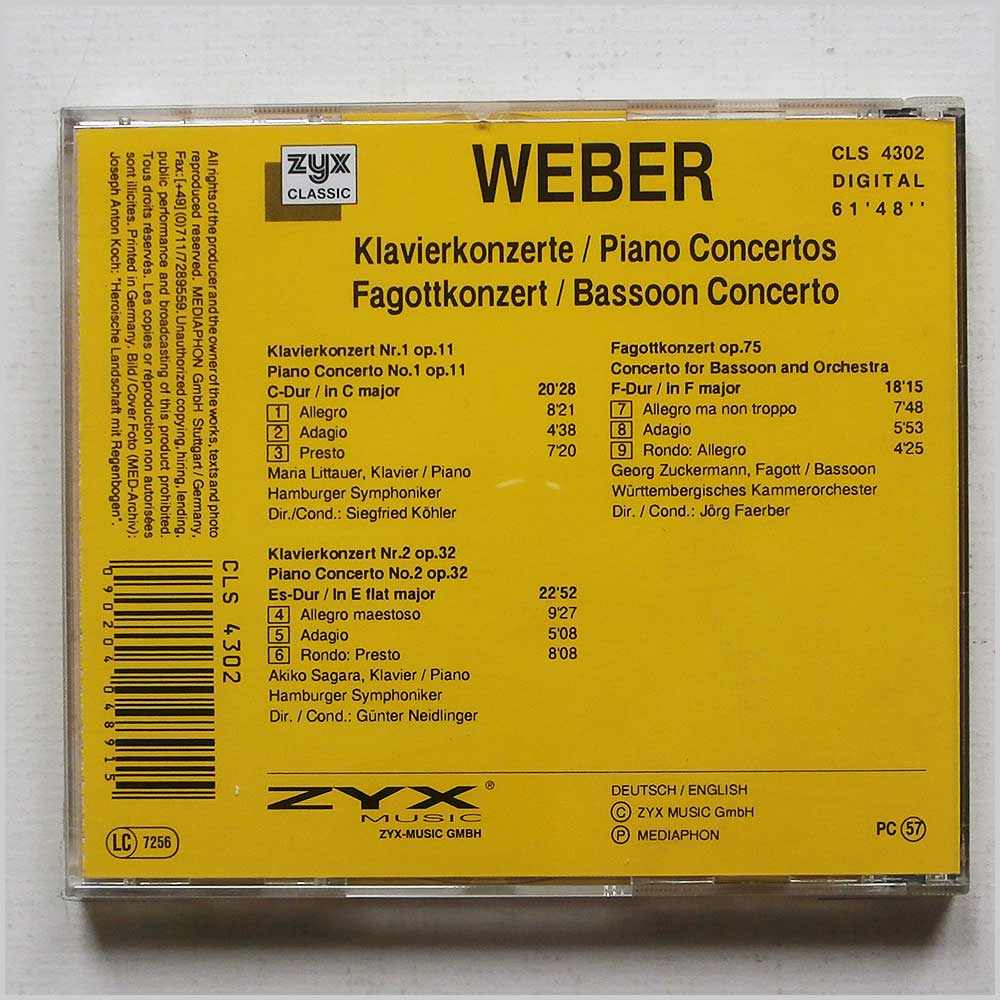 All rights of the producer and the owner of the works, texts and photo
reproduced reserved. MEDIAPHON GmbH Stuttgart / Germany,
Fax:[+49](0)711/7289559. Unauthorized copying, hiring, lending,
public performance and broadcasting of this product prohibited.
Tous droits réservés. Les copies or réproduction non autorisées
sont illicites. Printed in Germany. Bild / Cover Foto (MED-Archiv):
Joseph Anton Koch: "Heroische Landschaft mit Regenbogen".
zyx
CLASSIC
WEBER
CLS 4302
DIGITAL
61'48''
Klavierkonzerte / Piano Concertos
Fagottkonzert / Bassoon Concerto
Klavierkonzert Nr.1 op.11
Piano Concerto No.1 op.11
C-Dur / in C major 20'28
1 Allegro 8'21
2 Adagio 4'38
3 Presto 7'20
Maria Littauer, Klavier / Piano
Hamburger Symphoniker
Dir./Cond.: Siegfried Köhler
Klavierkonzert Nr.2 op.32
Piano Concerto No.2 op.32
Es-Dur / In E flat major 22'52
4 Allegro maestoso 9'27
5 Adagio 5'08
6 Rondo: Presto 8'08
Akiko Sagara, Klavier / Piano
Hamburger Symphoniker
Dir. / Cond.: Günter Neidlinger
Fagottkonzert op.75
Concerto for Bassoon and Orchestra
F-Dur / in F major 18'15
7 Allegro ma non troppo 7'48
8 Adagio 5'53
9 Rondo: Allegro 4'25
Georg Zuckermann, Fagott / Bassoon
Württembergisches Kammerorchester
Dir. / Cond.: Jörg Faerber
CLS 4302
090204048915
LC 7256
ZYX®
MUSIC
ZYX-MUSIC GMBH
DEUTSCH / ENGLISH
Ⓒ ZYX MUSIC GmbH
Ⓟ MEDIAPHON
PC 57